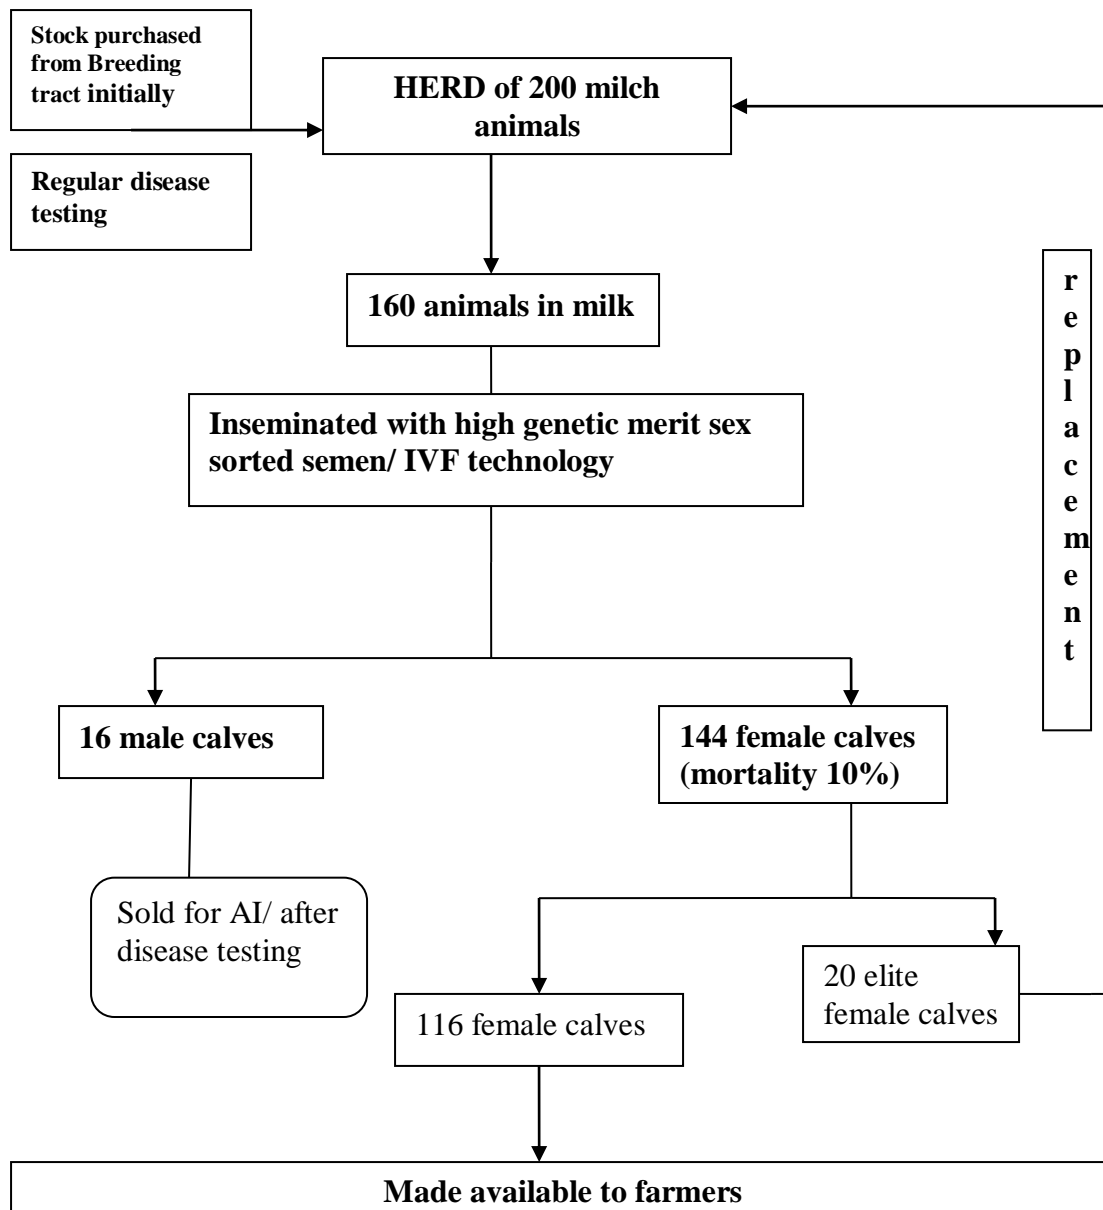 Stock purchased
from Breeding
tract initially
HERD of 200 milch
animals
Regular disease
testing
160 animals in milk
replacement
Inseminated with high genetic merit sex
sorted semen/ IVF technology
16 male calves
144 female calves
(mortality 10%)
Sold for AI/ after
disease testing
20 elite
female calves
116 female calves
Made available to farmers